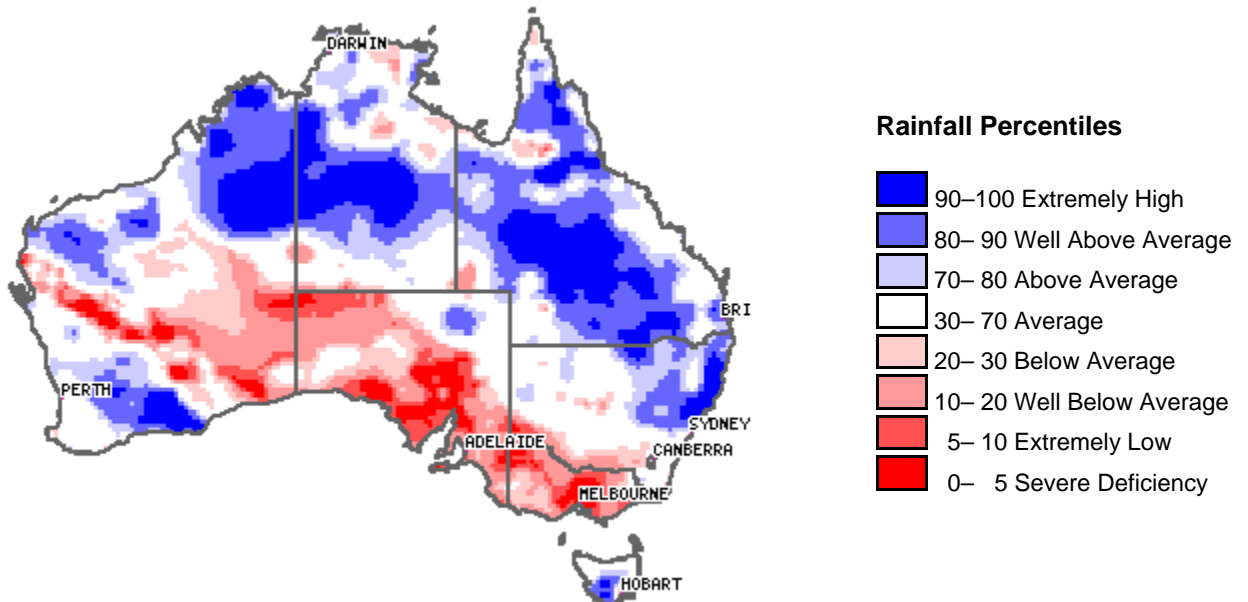 DARWIN
BRI
PERTH
SYDNEY
ADELAIDE
CANBERRA
MELBOURNE
HOBART
Rainfall Percentiles
90–100 Extremely High
80– 90 Well Above Average
70– 80 Above Average
30– 70 Average
20– 30 Below Average
10– 20 Well Below Average
5– 10 Extremely Low
0– 5 Severe Deficiency